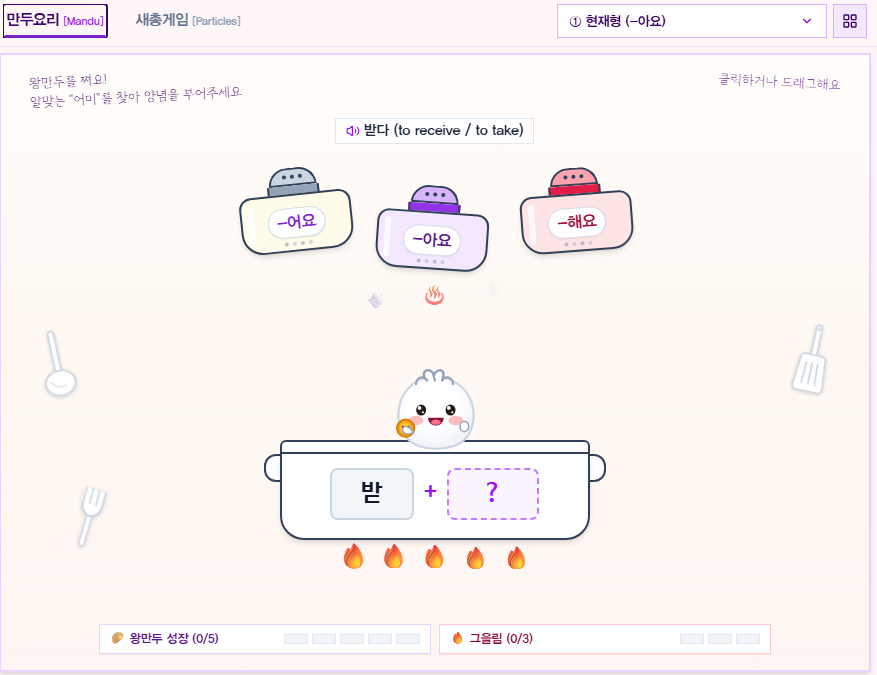 만두요리 [Mandu]
새총게임 [Particles]
① 현재형 (–아요)
왕만두를 쪄요!
알맞는 "어미"를 찾아 양념을 부어주세요
클릭하거나 드래그해요
받다 (to receive / to take)
–어요
–아요
–해요
받 + ?
왕만두 성장 (0/5)
그을림 (0/3)